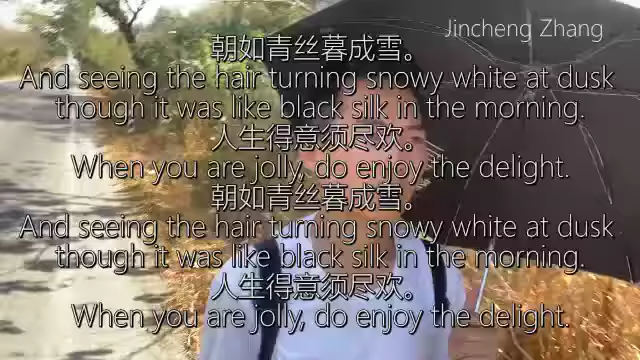 Jincheng Zhang
朝如青丝暮成雪。
And seeing the hair turning snowy white at dusk
though it was like black silk in the morning.
人生得意须尽欢。
When you are jolly, do enjoy the delight.
朝如青丝暮成雪。
And seeing the hair turning snowy white at dusk
though it was like black silk in the morning.
人生得意须尽欢。
When you are jolly, do enjoy the delight.